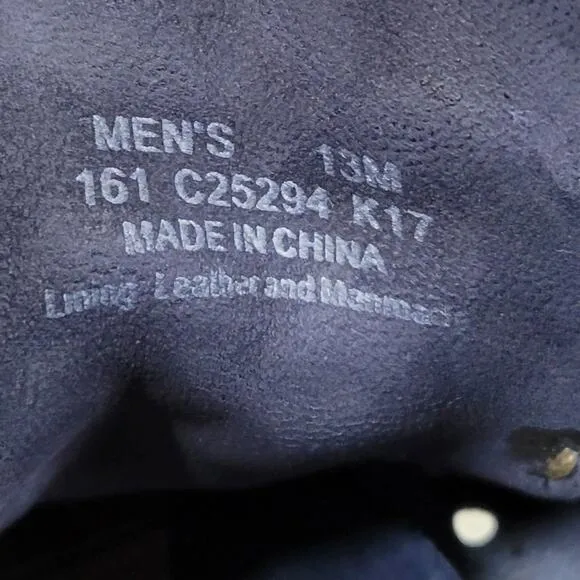 MEN'S 13M
161 C25294 K17
MADE IN CHINA
Lining: Leather and Manmade